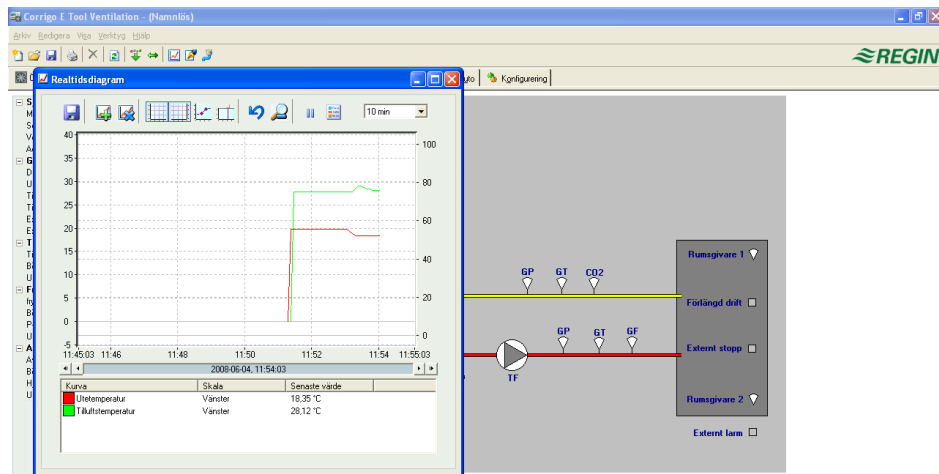 Corrigo E Tool Ventilation - (Namnlös)
Arkiv Redigera Visa Verktyg Hjälp
REGIN
Realtidsdiagram
Konfigurering
10 min
40
35
30
25
20
15
10
5
0
-5
100
80
60
40
20
0
11:45:03 11:46 11:48 11:50 11:52 11:54 11:55:03
2008-06-04, 11:54:03
Kurva Skala Senaste värde
Utetemperatur Vänster 18,35 °C
Tilluftstemperatur Vänster 28,12 °C
GP GT CO2
GP GT GF
TF
Rumsgivare 1
Förlängd drift
Externt stopp
Rumsgivare 2
Externt larm